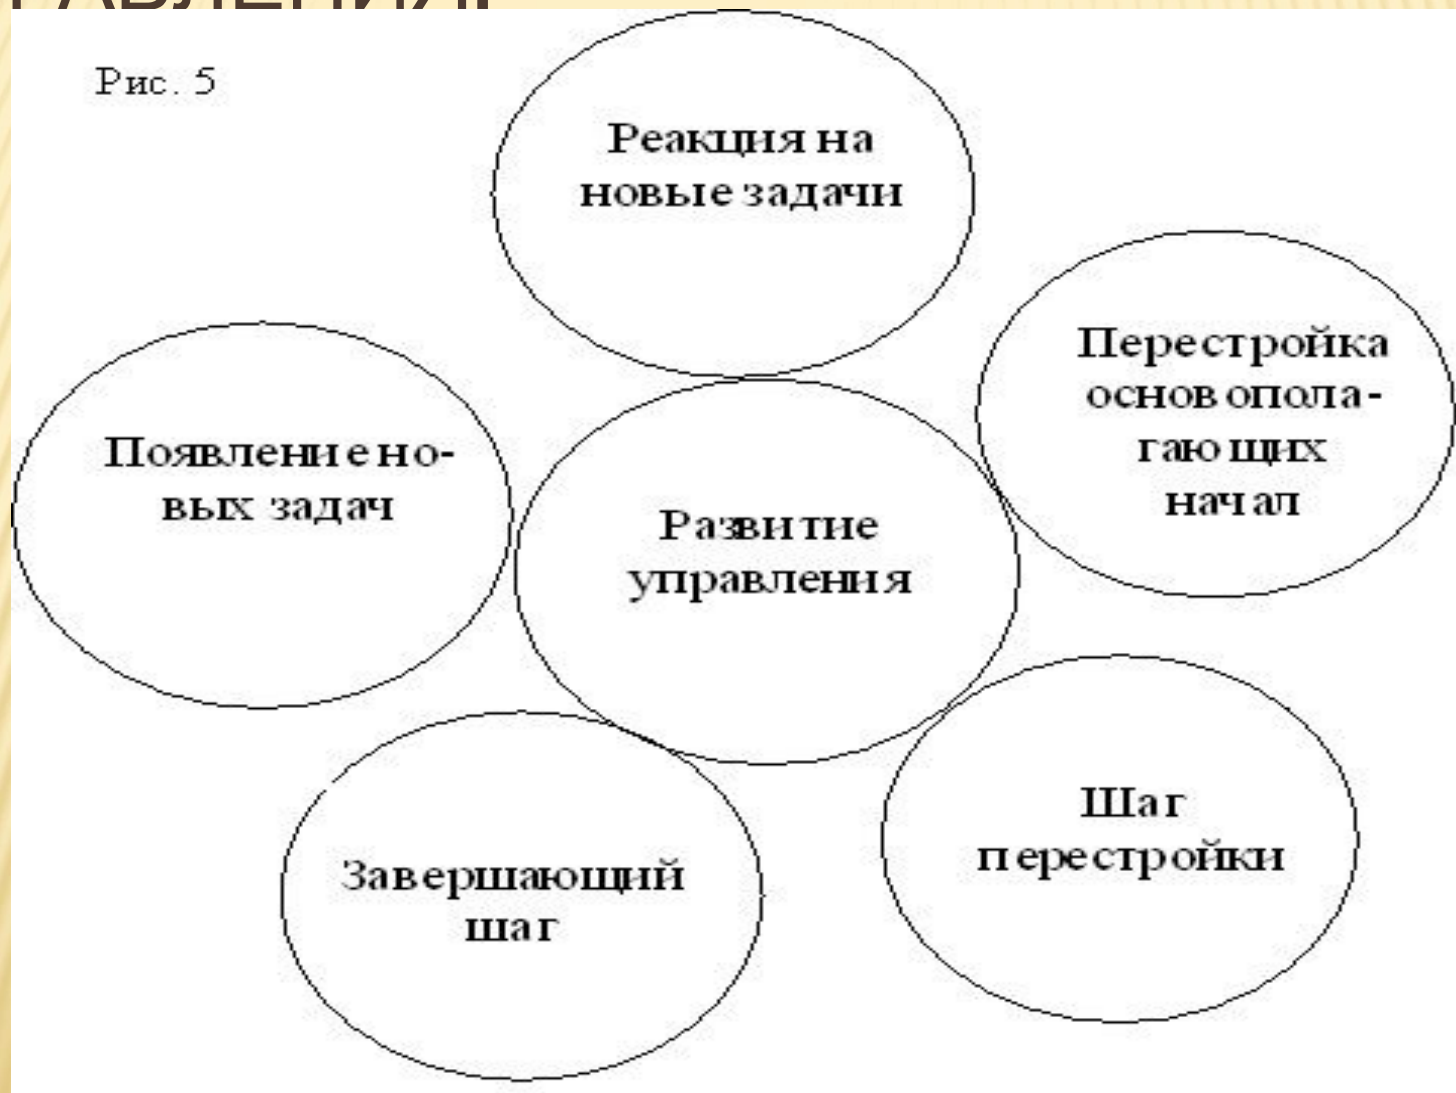 Рис. 5
Реакция на
новые задачи
Перестройка
основопола-
гающих
начал
Появление но-
вых задач
Развитие
управления
Шаг
перестройки
Завершающий
шаг